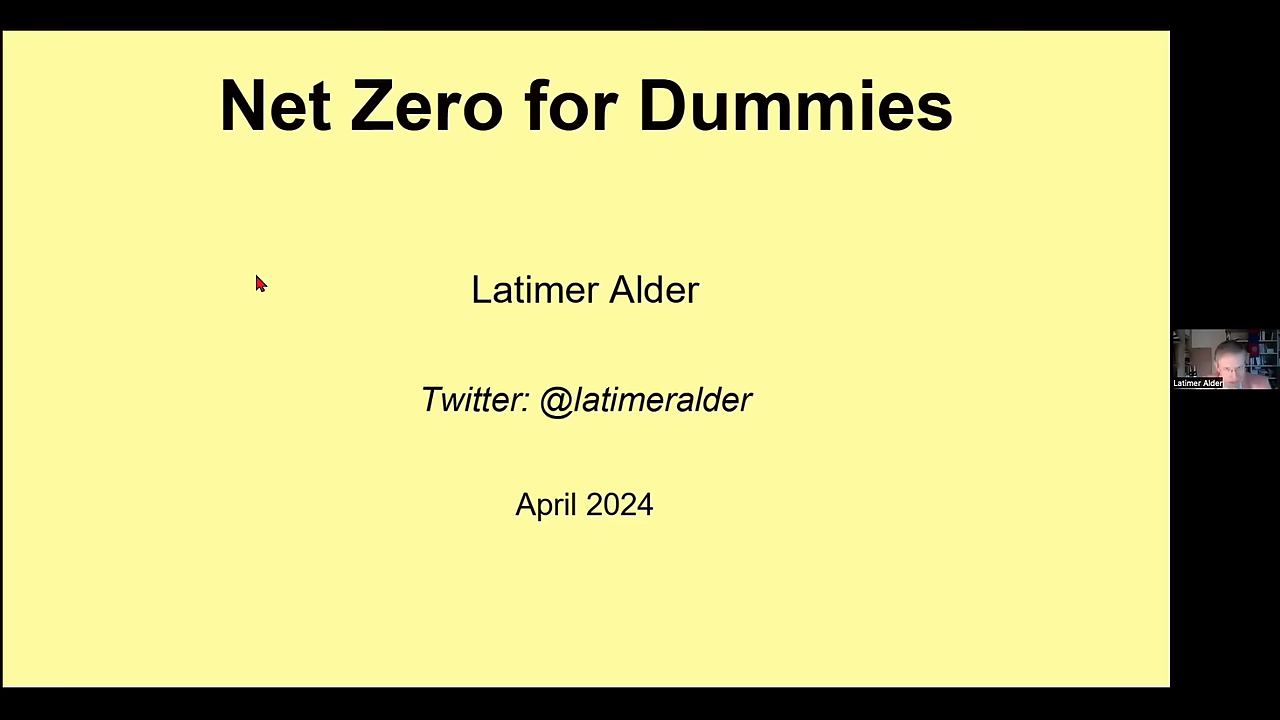 Net Zero for Dummies
Latimer Alder
Twitter: @latimeralder
April 2024
Latimer Alder